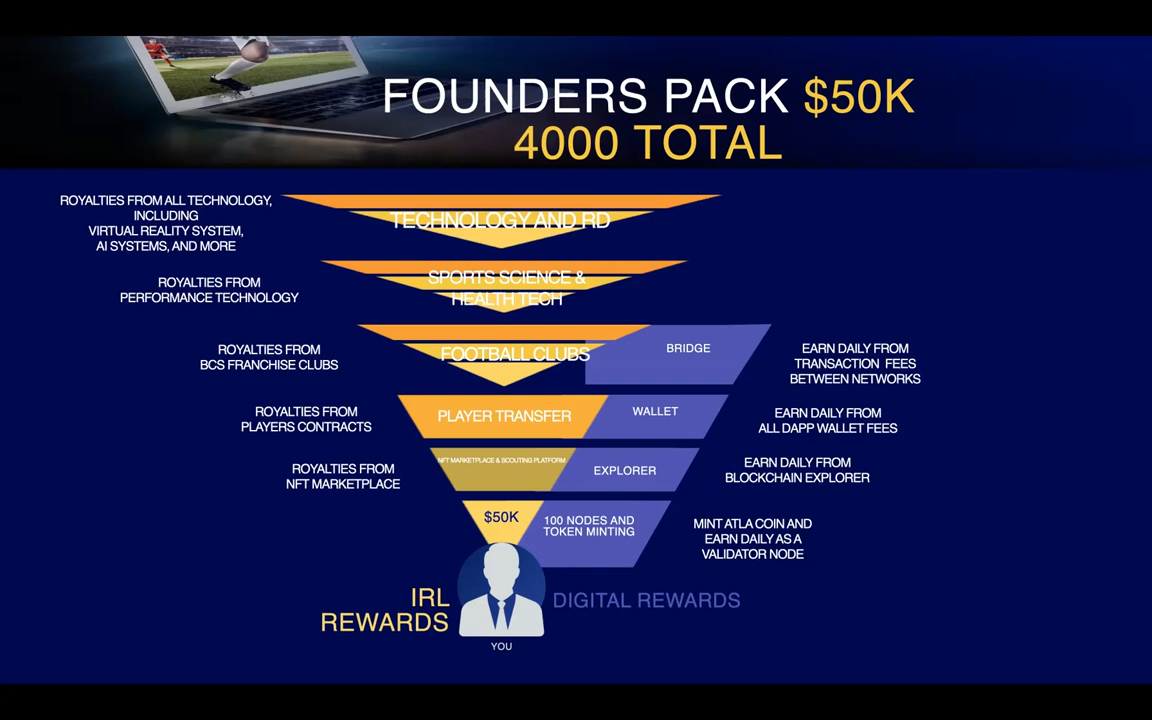 FOUNDERS PACK $50K
4000 TOTAL
ROYALTIES FROM ALL TECHNOLOGY,
INCLUDING
VIRTUAL REALITY SYSTEM,
AI SYSTEMS, AND MORE
TECHNOLOGY AND RD
ROYALTIES FROM
PERFORMANCE TECHNOLOGY
SPORTS SCIENCE &
HEALTH TECH
ROYALTIES FROM
BCS FRANCHISE CLUBS
FOOTBALL CLUBS
BRIDGE
EARN DAILY FROM
TRANSACTION FEES
BETWEEN NETWORKS
ROYALTIES FROM
PLAYERS CONTRACTS
PLAYER TRANSFER
WALLET
EARN DAILY FROM
ALL DAPP WALLET FEES
ROYALTIES FROM
NFT MARKETPLACE
NFT MARKETPLACE & SCOUTING PLATFORM
EXPLORER
EARN DAILY FROM
BLOCKCHAIN EXPLORER
$50K
100 NODES AND
TOKEN MINTING
MINT ATLA COIN AND
EARN DAILY AS A
VALIDATOR NODE
IRL
REWARDS
DIGITAL REWARDS
YOU